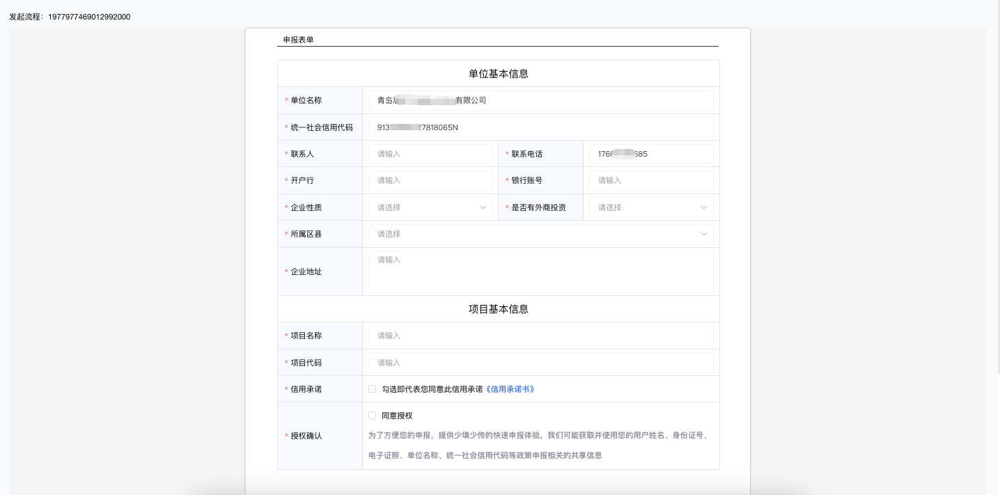 发起流程：1977977469012992000
申报表单
单位基本信息
* 单位名称 青岛 有限公司
* 统一社会信用代码 913 7818065N
* 联系人 请输入 * 联系电话 176 685
* 开户行 请输入 * 银行账号 请输入
* 企业性质 请选择 * 是否有外商投资 请选择
* 所属区县 请选择
* 企业地址 请输入
项目基本信息
* 项目名称 请输入
* 项目代码 请输入
* 信用承诺 勾选即代表您同意此信用承诺《信用承诺书》
* 授权确认 同意授权
为了方便您的申报，提供少填少传的快速申报体验，我们可能获取并使用您的用户姓名、身份证号、
电子证照、单位名称、统一社会信用代码等政策申报相关的共享信息